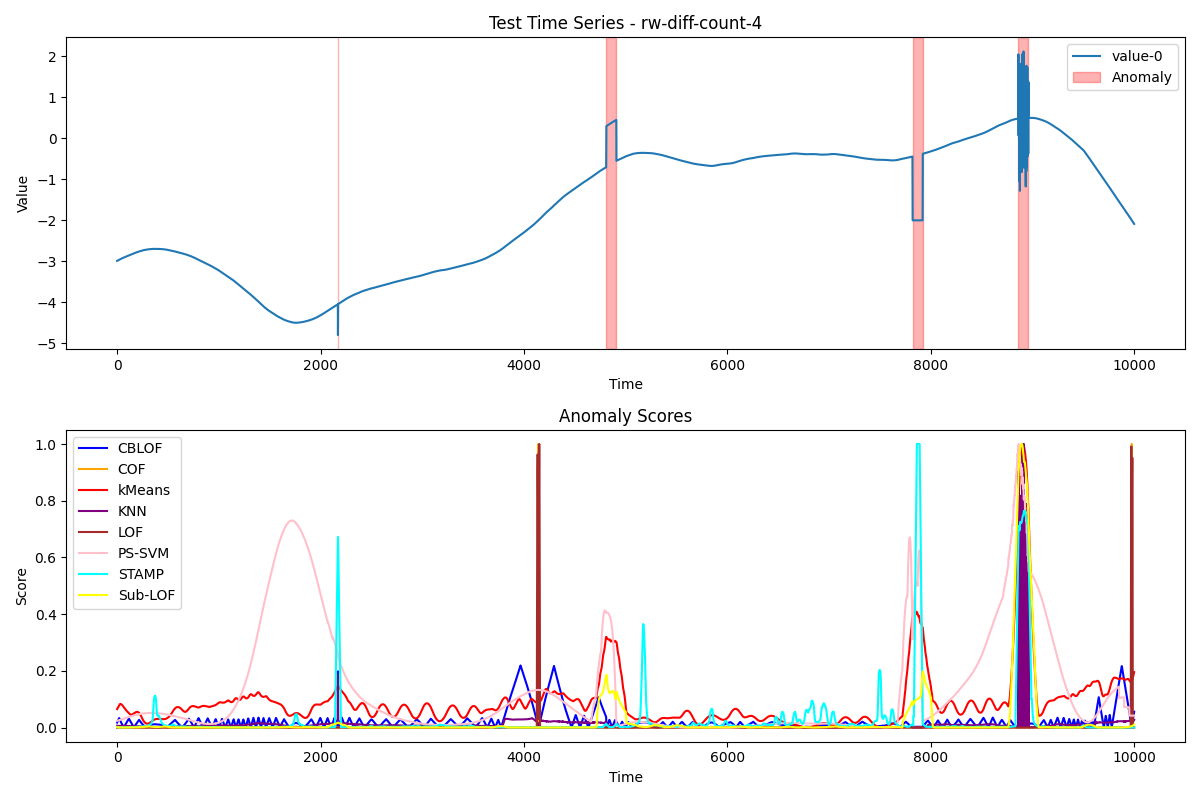 Test Time Series - rw-diff-count-4
Value
2
1
0
−1
−2
−3
−4
−5
value-0
Anomaly
0
2000
4000
6000
8000
10000
Time
Anomaly Scores
Score
1.0
0.8
0.6
0.4
0.2
0.0
CBLOF
COF
kMeans
KNN
LOF
PS-SVM
STAMP
Sub-LOF
0
2000
4000
6000
8000
10000
Time